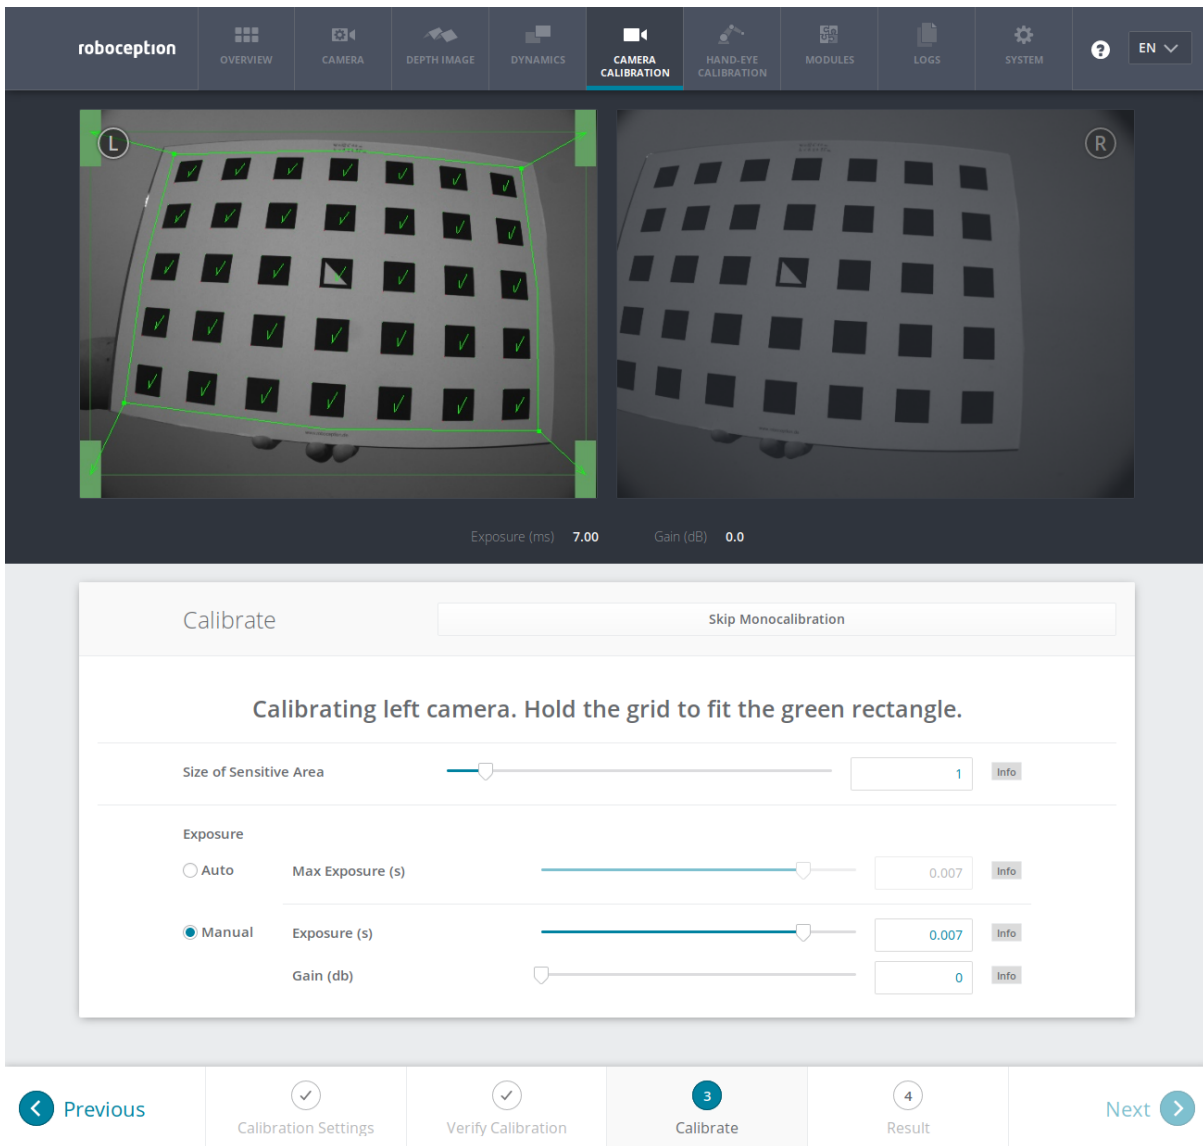 roboception
OVERVIEW
CAMERA
DEPTH IMAGE
DYNAMICS
CAMERA
CALIBRATION
HAND-EYE
CALIBRATION
MODULES
LOGS
SYSTEM
?
EN
L
R
Exposure (ms) 7.00 Gain (dB) 0.0
Calibrate
Skip Monocalibration
Calibrating left camera. Hold the grid to fit the green rectangle.
Size of Sensitive Area 1 Info
Exposure
Auto Max Exposure (s) 0.007 Info
Manual Exposure (s) 0.007 Info
Gain (db) 0 Info
Previous
Calibration Settings
Verify Calibration
3
Calibrate
4
Result
Next